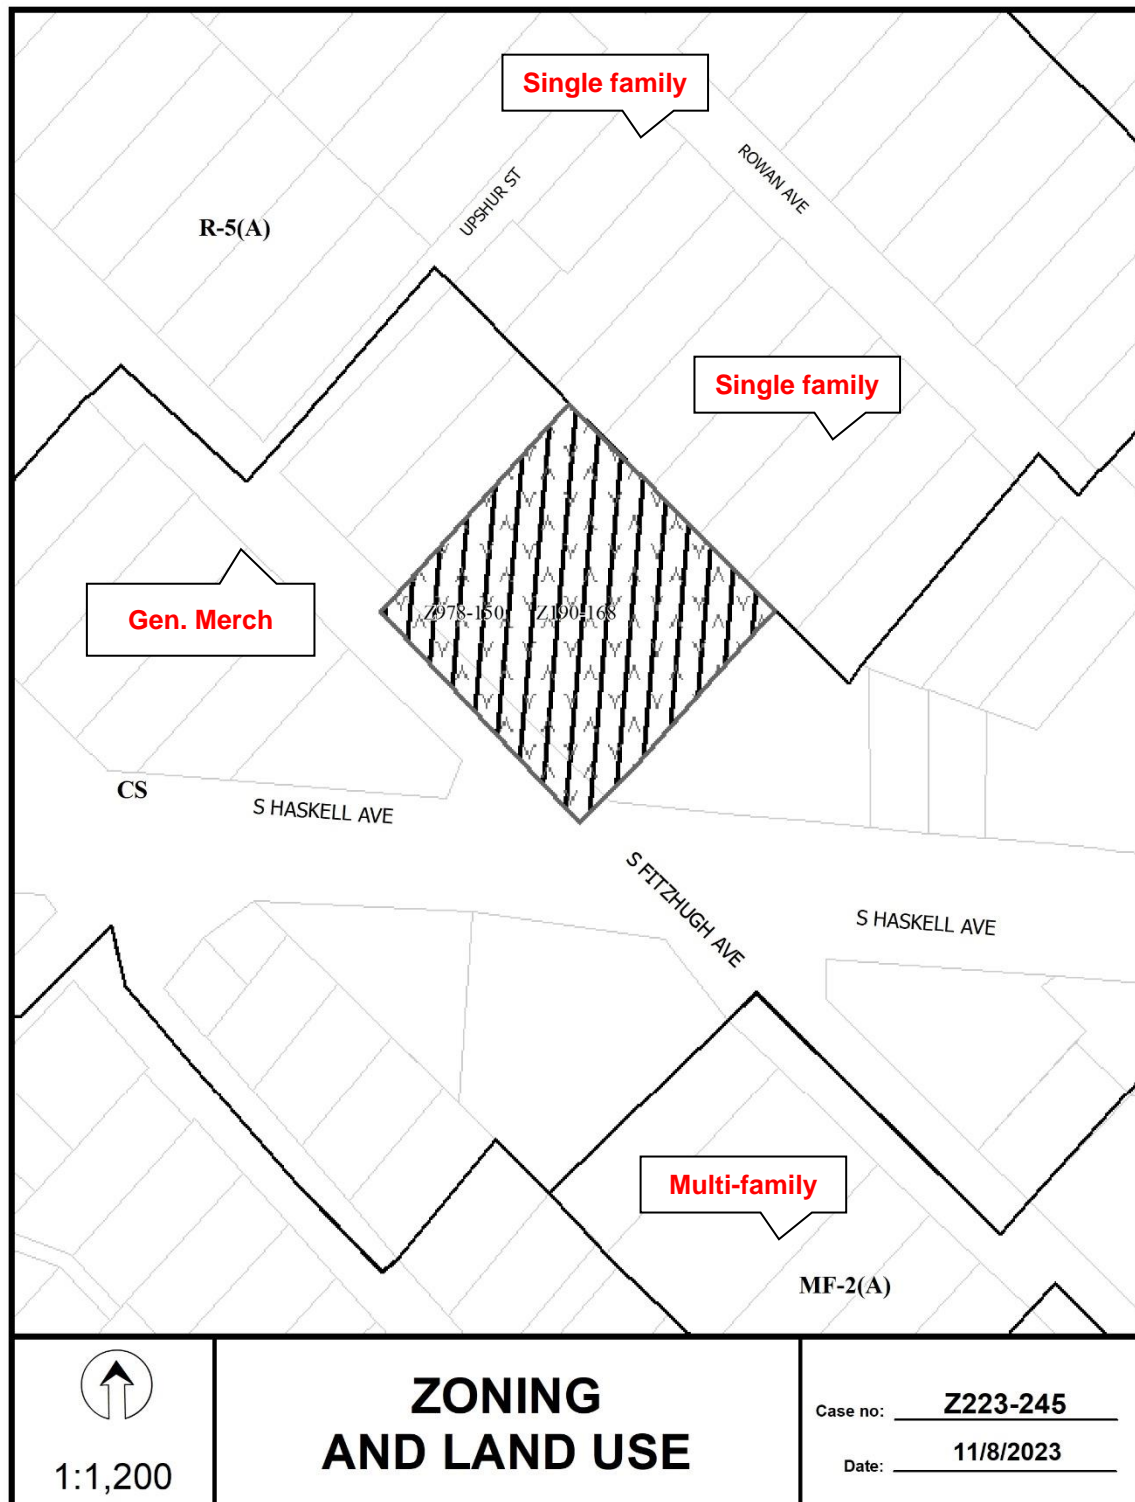 Single family
ROWAN AVE
UPSHUR ST
R-5(A)
Single family
Z978-150
Z190-168
Gen. Merch
CS
S HASKELL AVE
S FITZHUGH AVE
S HASKELL AVE
Multi-family
MF-2(A)
1:1,200
ZONING
AND LAND USE
Case no: Z223-245
Date: 11/8/2023